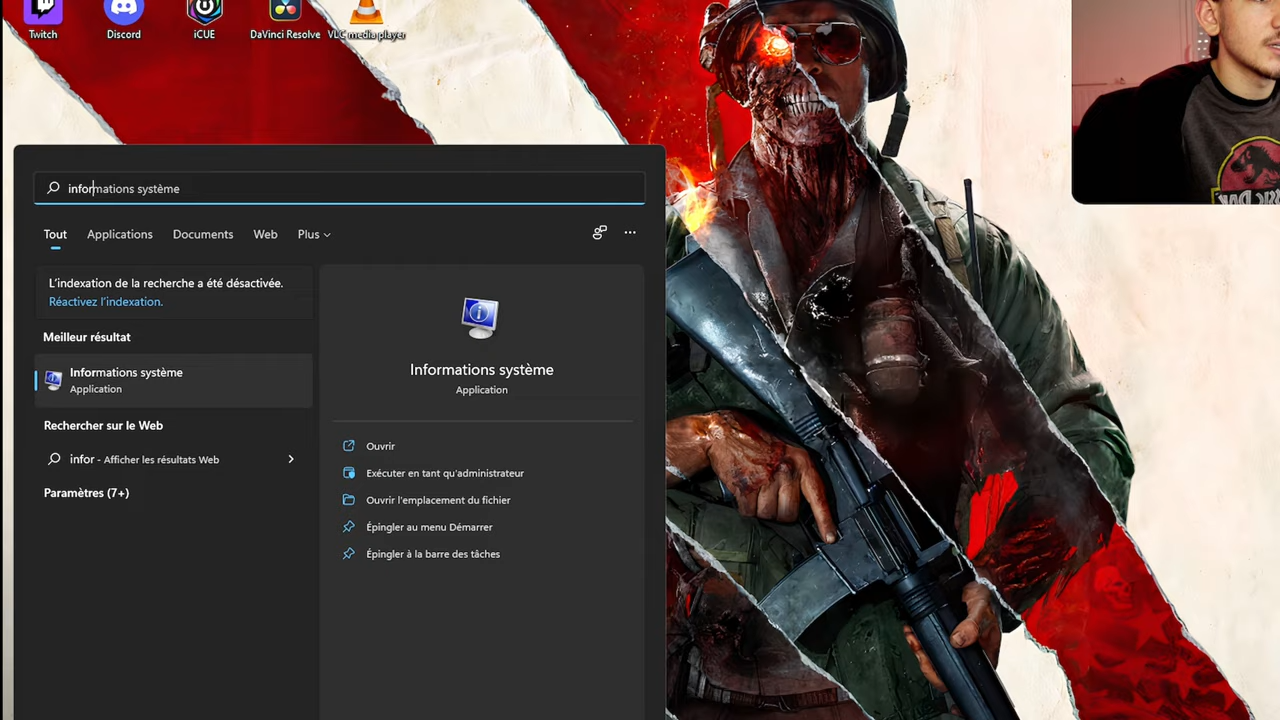 Twitch
Discord
iCUE
DaVinci Resolve
VLC media player
informations système
Tout
Applications
Documents
Web
Plus
L'indexation de la recherche a été désactivée.
Réactivez l'indexation.
Meilleur résultat
Informations système
Application
Rechercher sur le Web
infor - Afficher les résultats Web
Paramètres (7+)
Informations système
Application
Ouvrir
Exécuter en tant qu'administrateur
Ouvrir l'emplacement du fichier
Épingler au menu Démarrer
Épingler à la barre des tâches